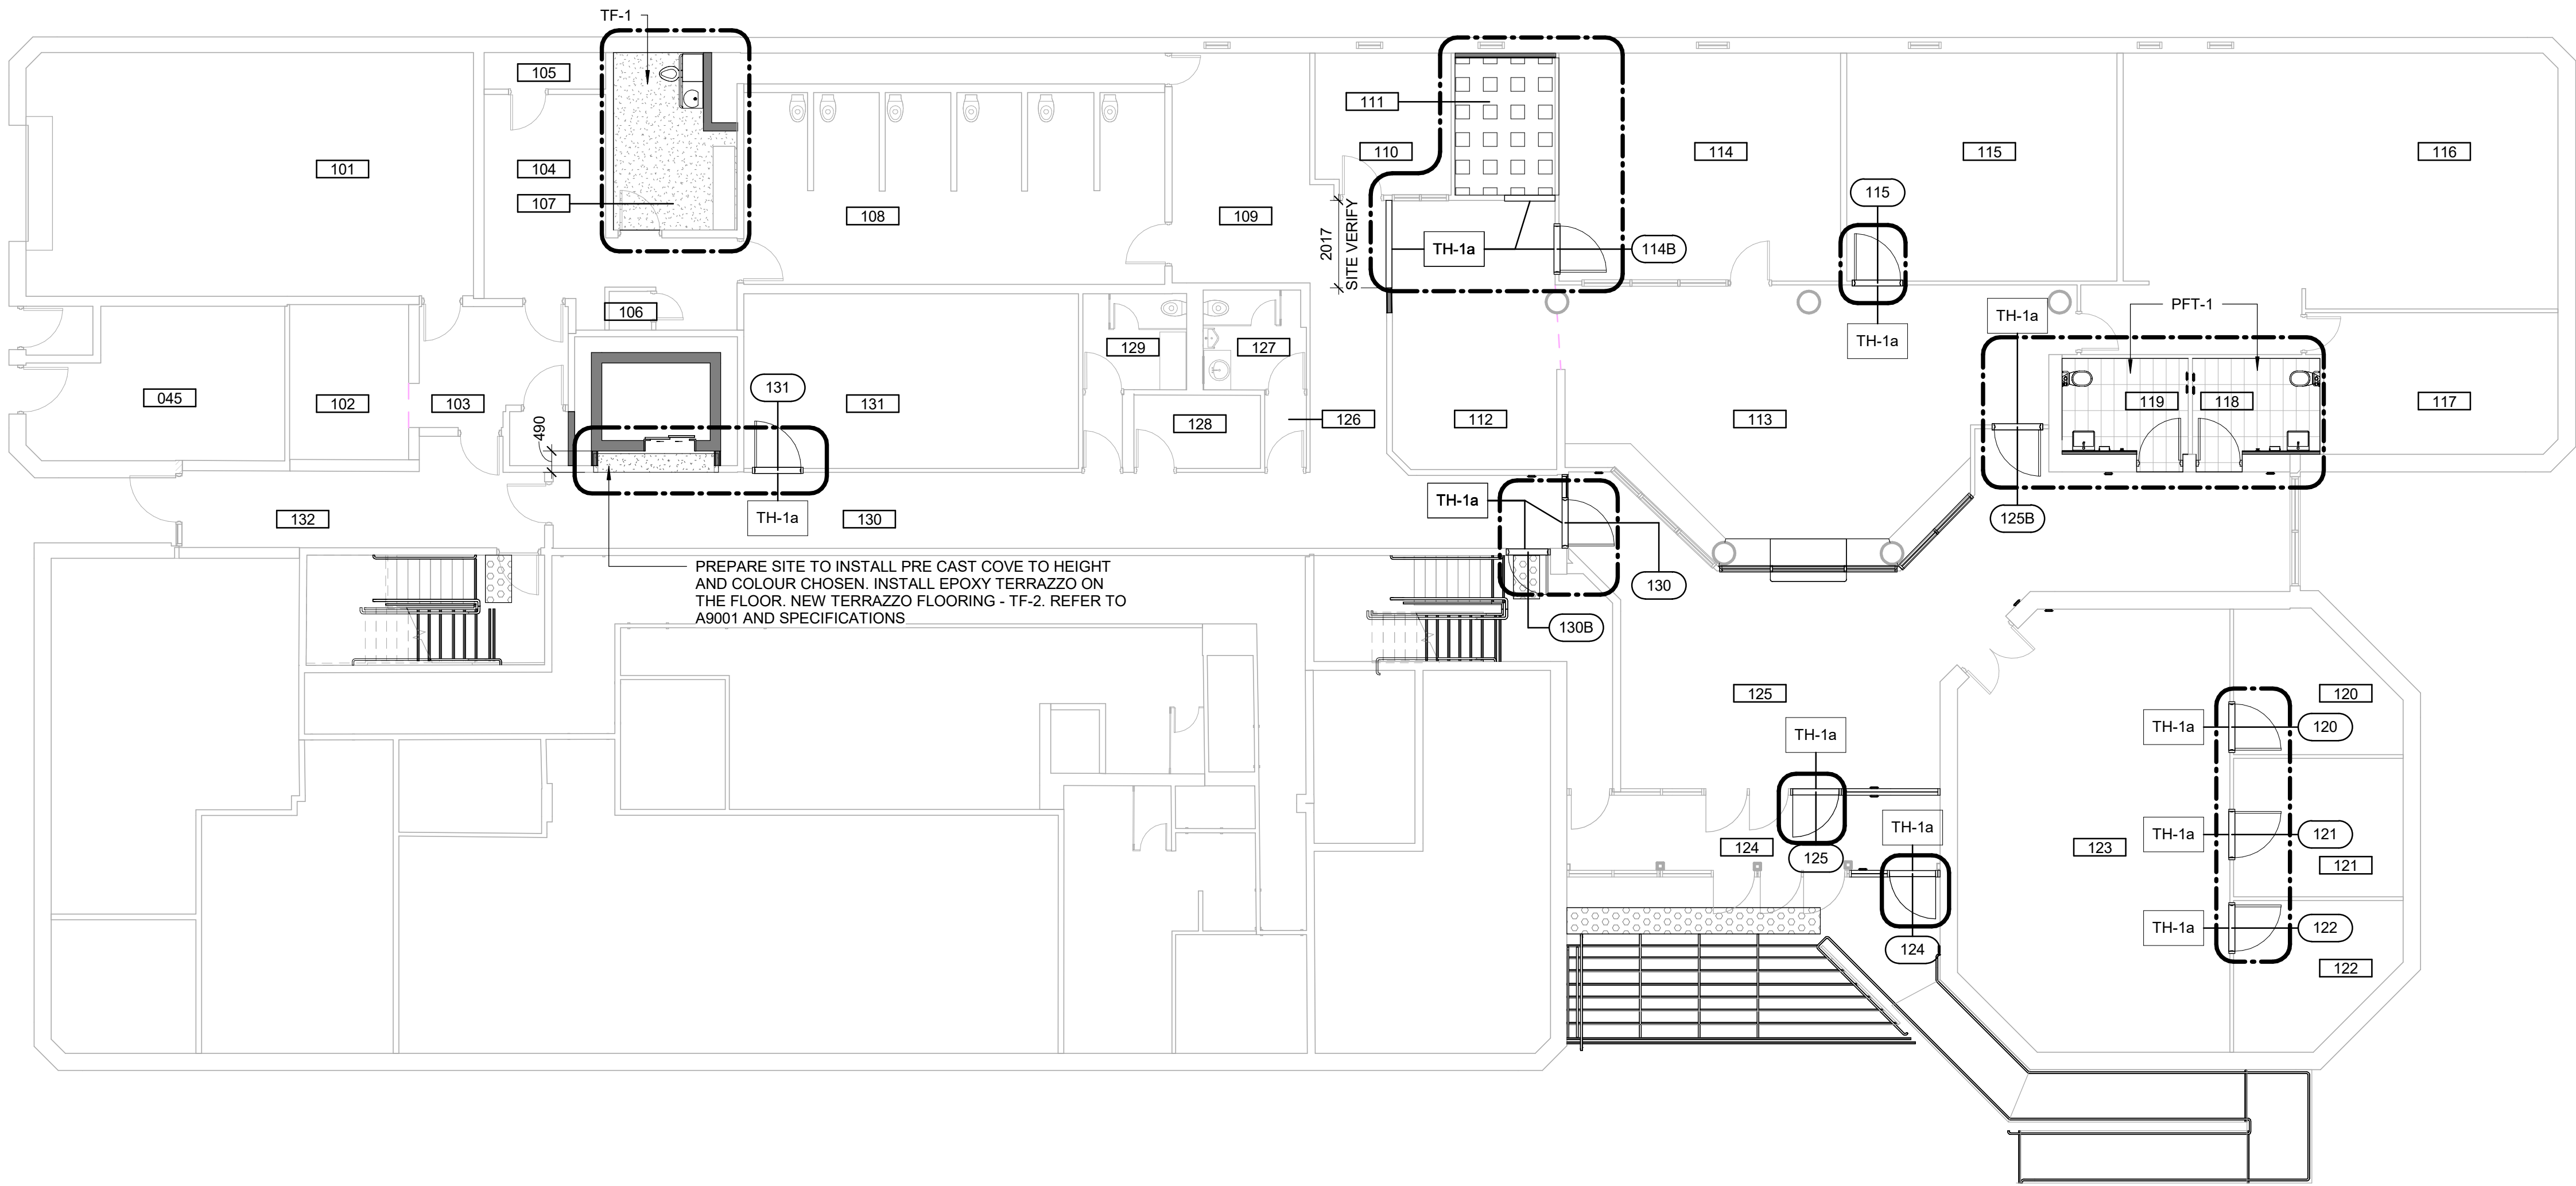 TF-1
105
101
104
107
108
109
111
110
114
115
116
115
2017
SITE VERIFY
TH-1a
114B
TH-1a
TH-1a
PFT-1
106
129
127
045
102
103
131
131
128
126
112
113
119
118
117
490
132
TH-1a
130
TH-1a
125B
130
130B
PREPARE SITE TO INSTALL PRE CAST COVE TO HEIGHT
AND COLOUR CHOSEN. INSTALL EPOXY TERRAZZO ON
THE FLOOR. NEW TERRAZZO FLOORING - TF-2. REFER TO
A9001 AND SPECIFICATIONS
125
120
TH-1a
120
TH-1a
TH-1a
124
125
123
TH-1a
121
121
124
TH-1a
122
122